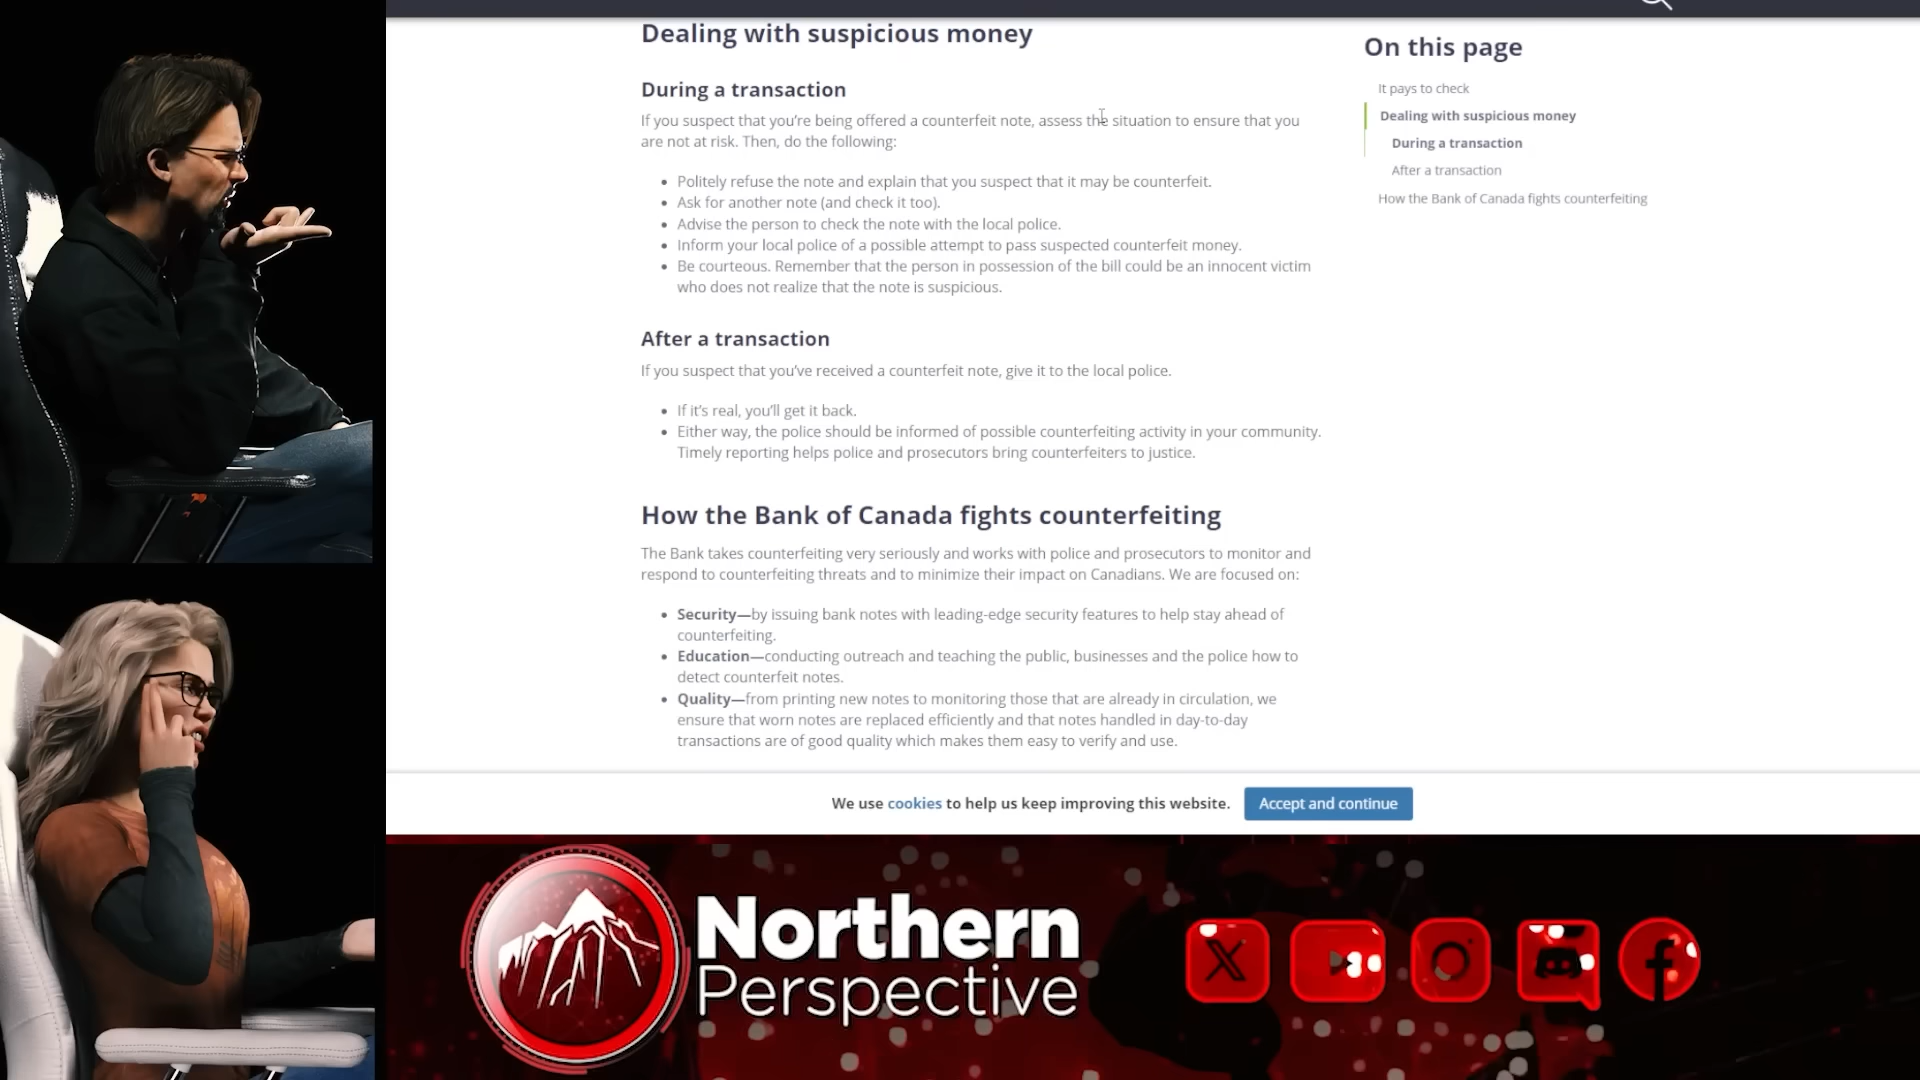 Dealing with suspicious money
During a transaction
If you suspect that you're being offered a counterfeit note, assess the situation to ensure that you
are not at risk. Then, do the following:
Politely refuse the note and explain that you suspect that it may be counterfeit.
Ask for another note (and check it too).
Advise the person to check the note with the local police.
Inform your local police of a possible attempt to pass suspected counterfeit money.
Be courteous. Remember that the person in possession of the bill could be an innocent victim
who does not realize that the note is suspicious.
After a transaction
If you suspect that you've received a counterfeit note, give it to the local police.
If it's real, you'll get it back.
Either way, the police should be informed of possible counterfeiting activity in your community.
Timely reporting helps police and prosecutors bring counterfeiters to justice.
How the Bank of Canada fights counterfeiting
The Bank takes counterfeiting very seriously and works with police and prosecutors to monitor and
respond to counterfeiting threats and to minimize their impact on Canadians. We are focused on:
Security—by issuing bank notes with leading-edge security features to help stay ahead of
counterfeiting.
Education—conducting outreach and teaching the public, businesses and the police how to
detect counterfeit notes.
Quality—from printing new notes to monitoring those that are already in circulation, we
ensure that worn notes are replaced efficiently and that notes handled in day-to-day
transactions are of good quality which makes them easy to verify and use.
On this page
It pays to check
Dealing with suspicious money
During a transaction
After a transaction
How the Bank of Canada fights counterfeiting
We use cookies to help us keep improving this website.
Accept and continue
Northern
Perspective